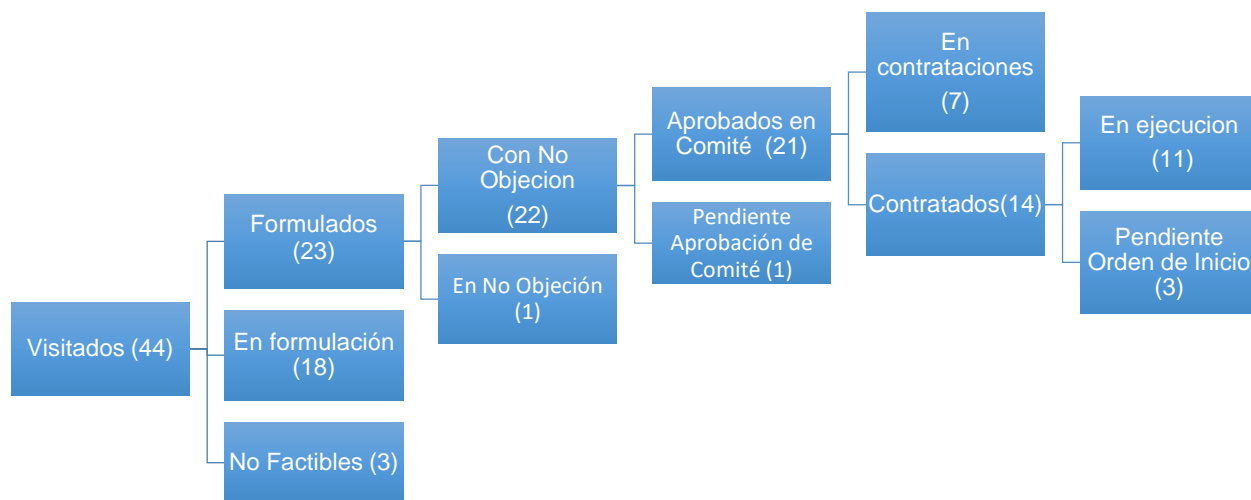 Visitados (44)
Formulados
(23)
En formulación
(18)
No Factibles (3)
Con No
Objecion
(22)
En No Objeción
(1)
Aprobados en
Comité (21)
Pendiente
Aprobación de
Comité (1)
En
contrataciones
(7)
Contratados(14)
En ejecucion
(11)
Pendiente
Orden de Inicio
(3)